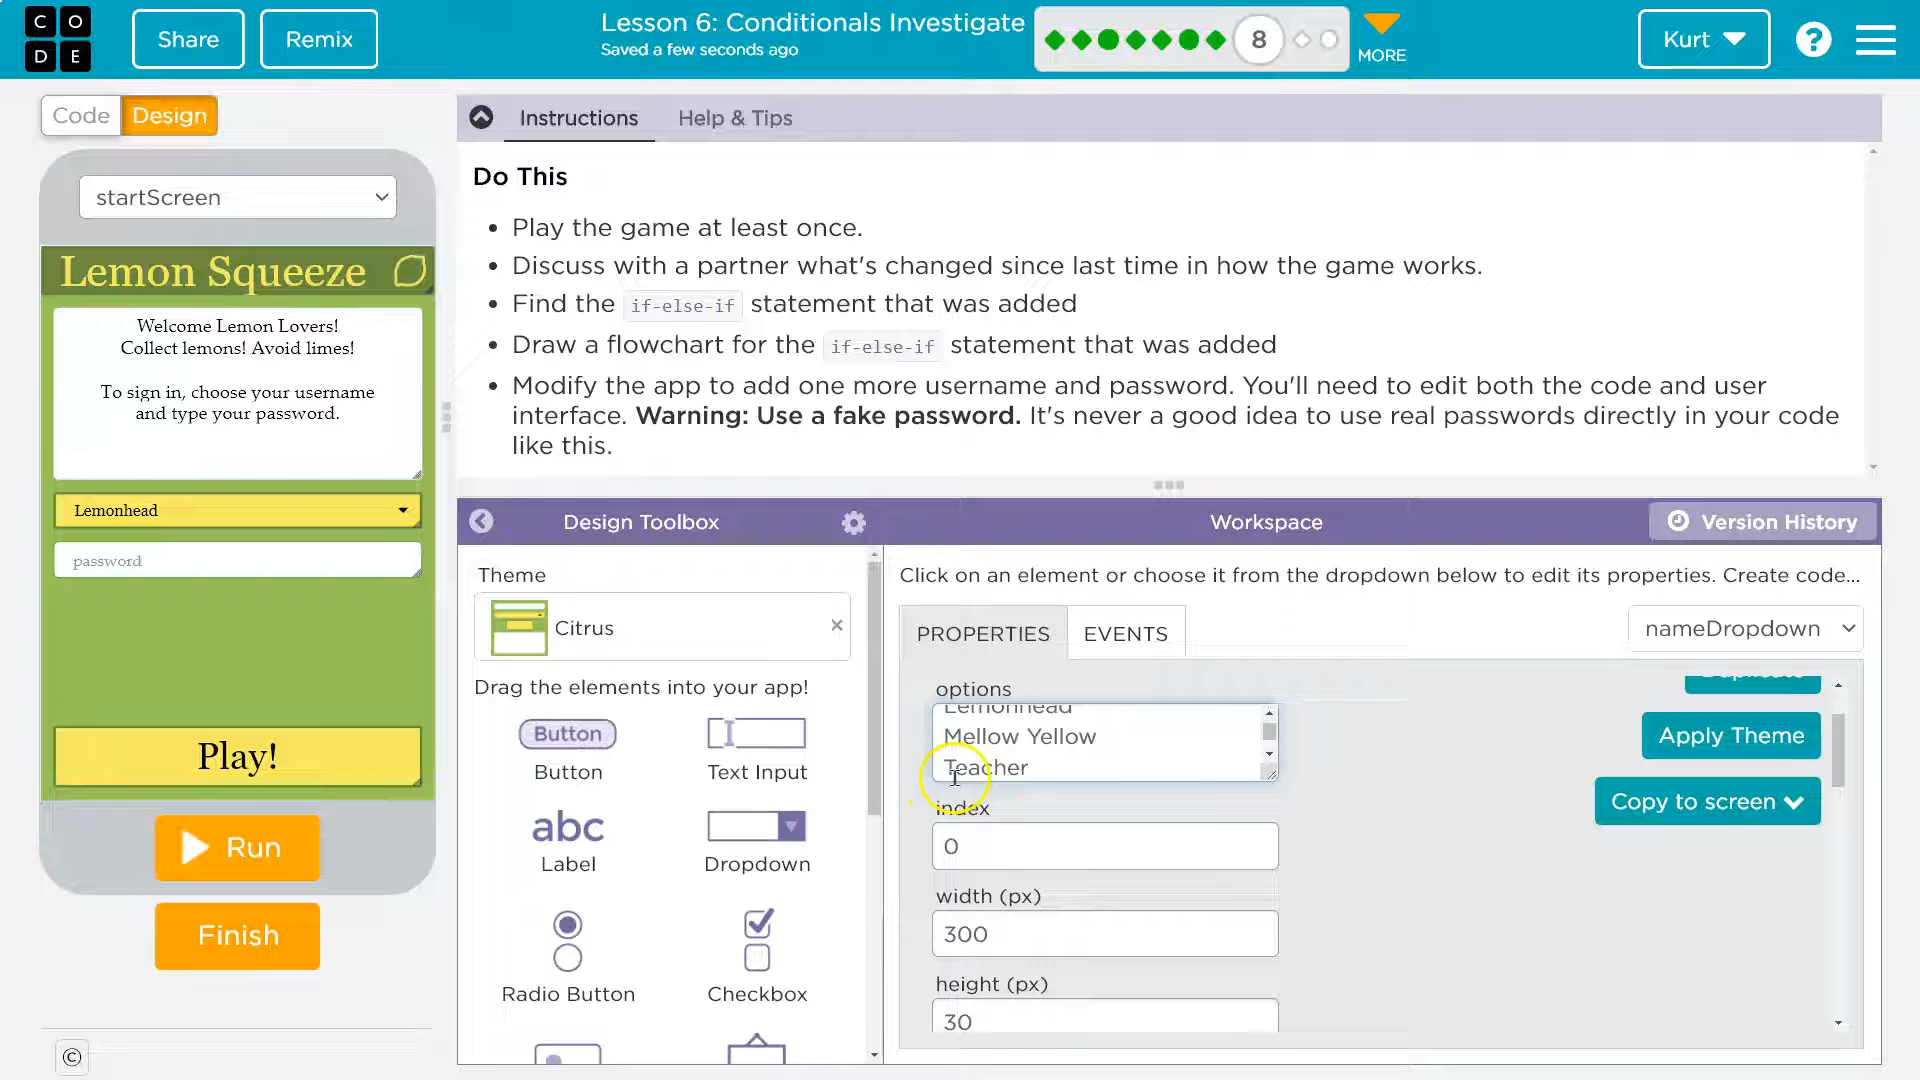 CODE
Share
Remix
Lesson 6: Conditionals Investigate
Saved a few seconds ago
8
MORE
Kurt
?
Code
Design
Instructions
Help & Tips
startScreen
Lemon Squeeze
Welcome Lemon Lovers!
Collect lemons! Avoid limes!
To sign in, choose your username
and type your password.
Lemonhead
password
Play!
Run
Finish
©
Do This
Play the game at least once.
Discuss with a partner what's changed since last time in how the game works.
Find the if-else-if statement that was added
Draw a flowchart for the if-else-if statement that was added
Modify the app to add one more username and password. You'll need to edit both the code and user
interface. Warning: Use a fake password. It's never a good idea to use real passwords directly in your code
like this.
Design Toolbox
Workspace
Version History
Theme
Citrus
×
Drag the elements into your app!
Button
Button
Text Input
abc
Label
Dropdown
Radio Button
Checkbox
Click on an element or choose it from the dropdown below to edit its properties. Create code...
PROPERTIES
EVENTS
nameDropdown
options
Lemonhead
Mellow Yellow
Teacher
index
0
width (px)
300
height (px)
30
Duplicate
Apply Theme
Copy to screen